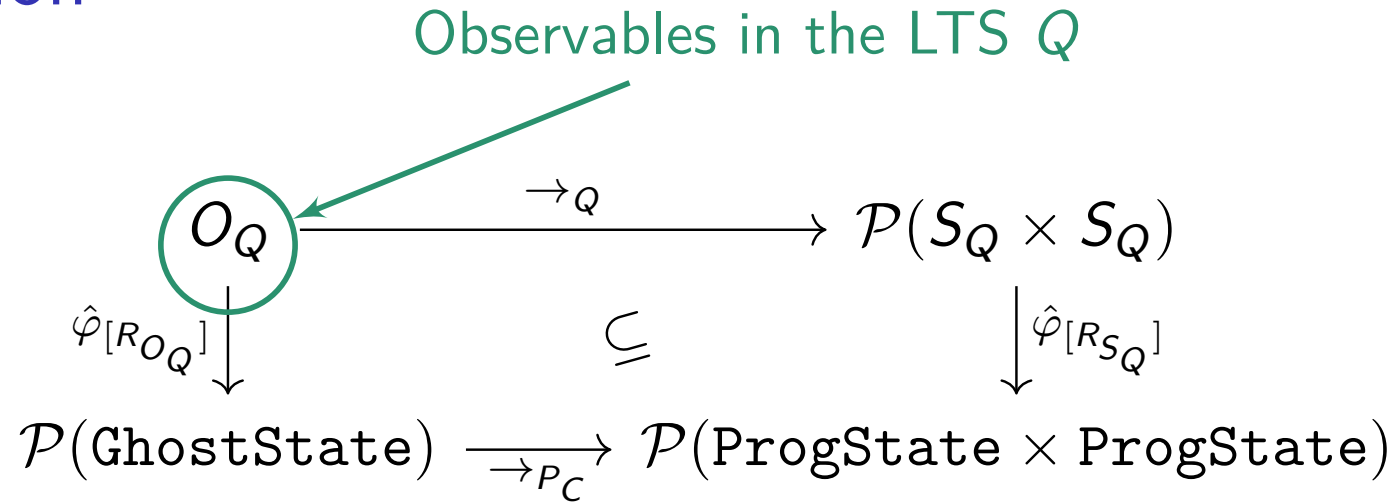 Observables in the LTS Q
→_Q
O_Q P(S_Q × S_Q)
φ̂_[R_{O_Q}] ⊆ φ̂_[R_{S_Q}]
P(GhostState) →_{P_C} P(ProgState × ProgState)